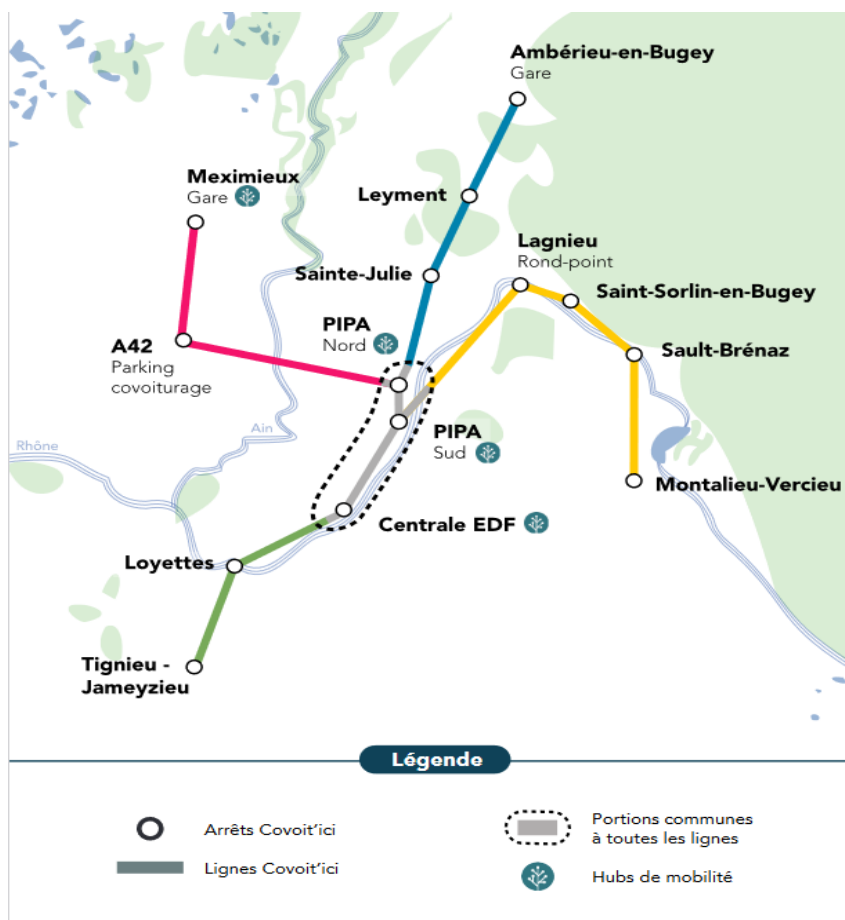 Ambérieu-en-Bugey
Gare
Meximieux
Gare
Leyment
Lagnieu
Rond-point
Sainte-Julie
Saint-Sorlin-en-Bugey
PIPA
Nord
A42
Parking
covoiturage
Sault-Brénaz
Ain
Rhône
PIPA
Sud
Montalieu-Vercieu
Centrale EDF
Loyettes
Tignieu -
Jameyzieu
Légende
Arrêts Covoit'ici
Portions communes
à toutes les lignes
Lignes Covoit'ici
Hubs de mobilité